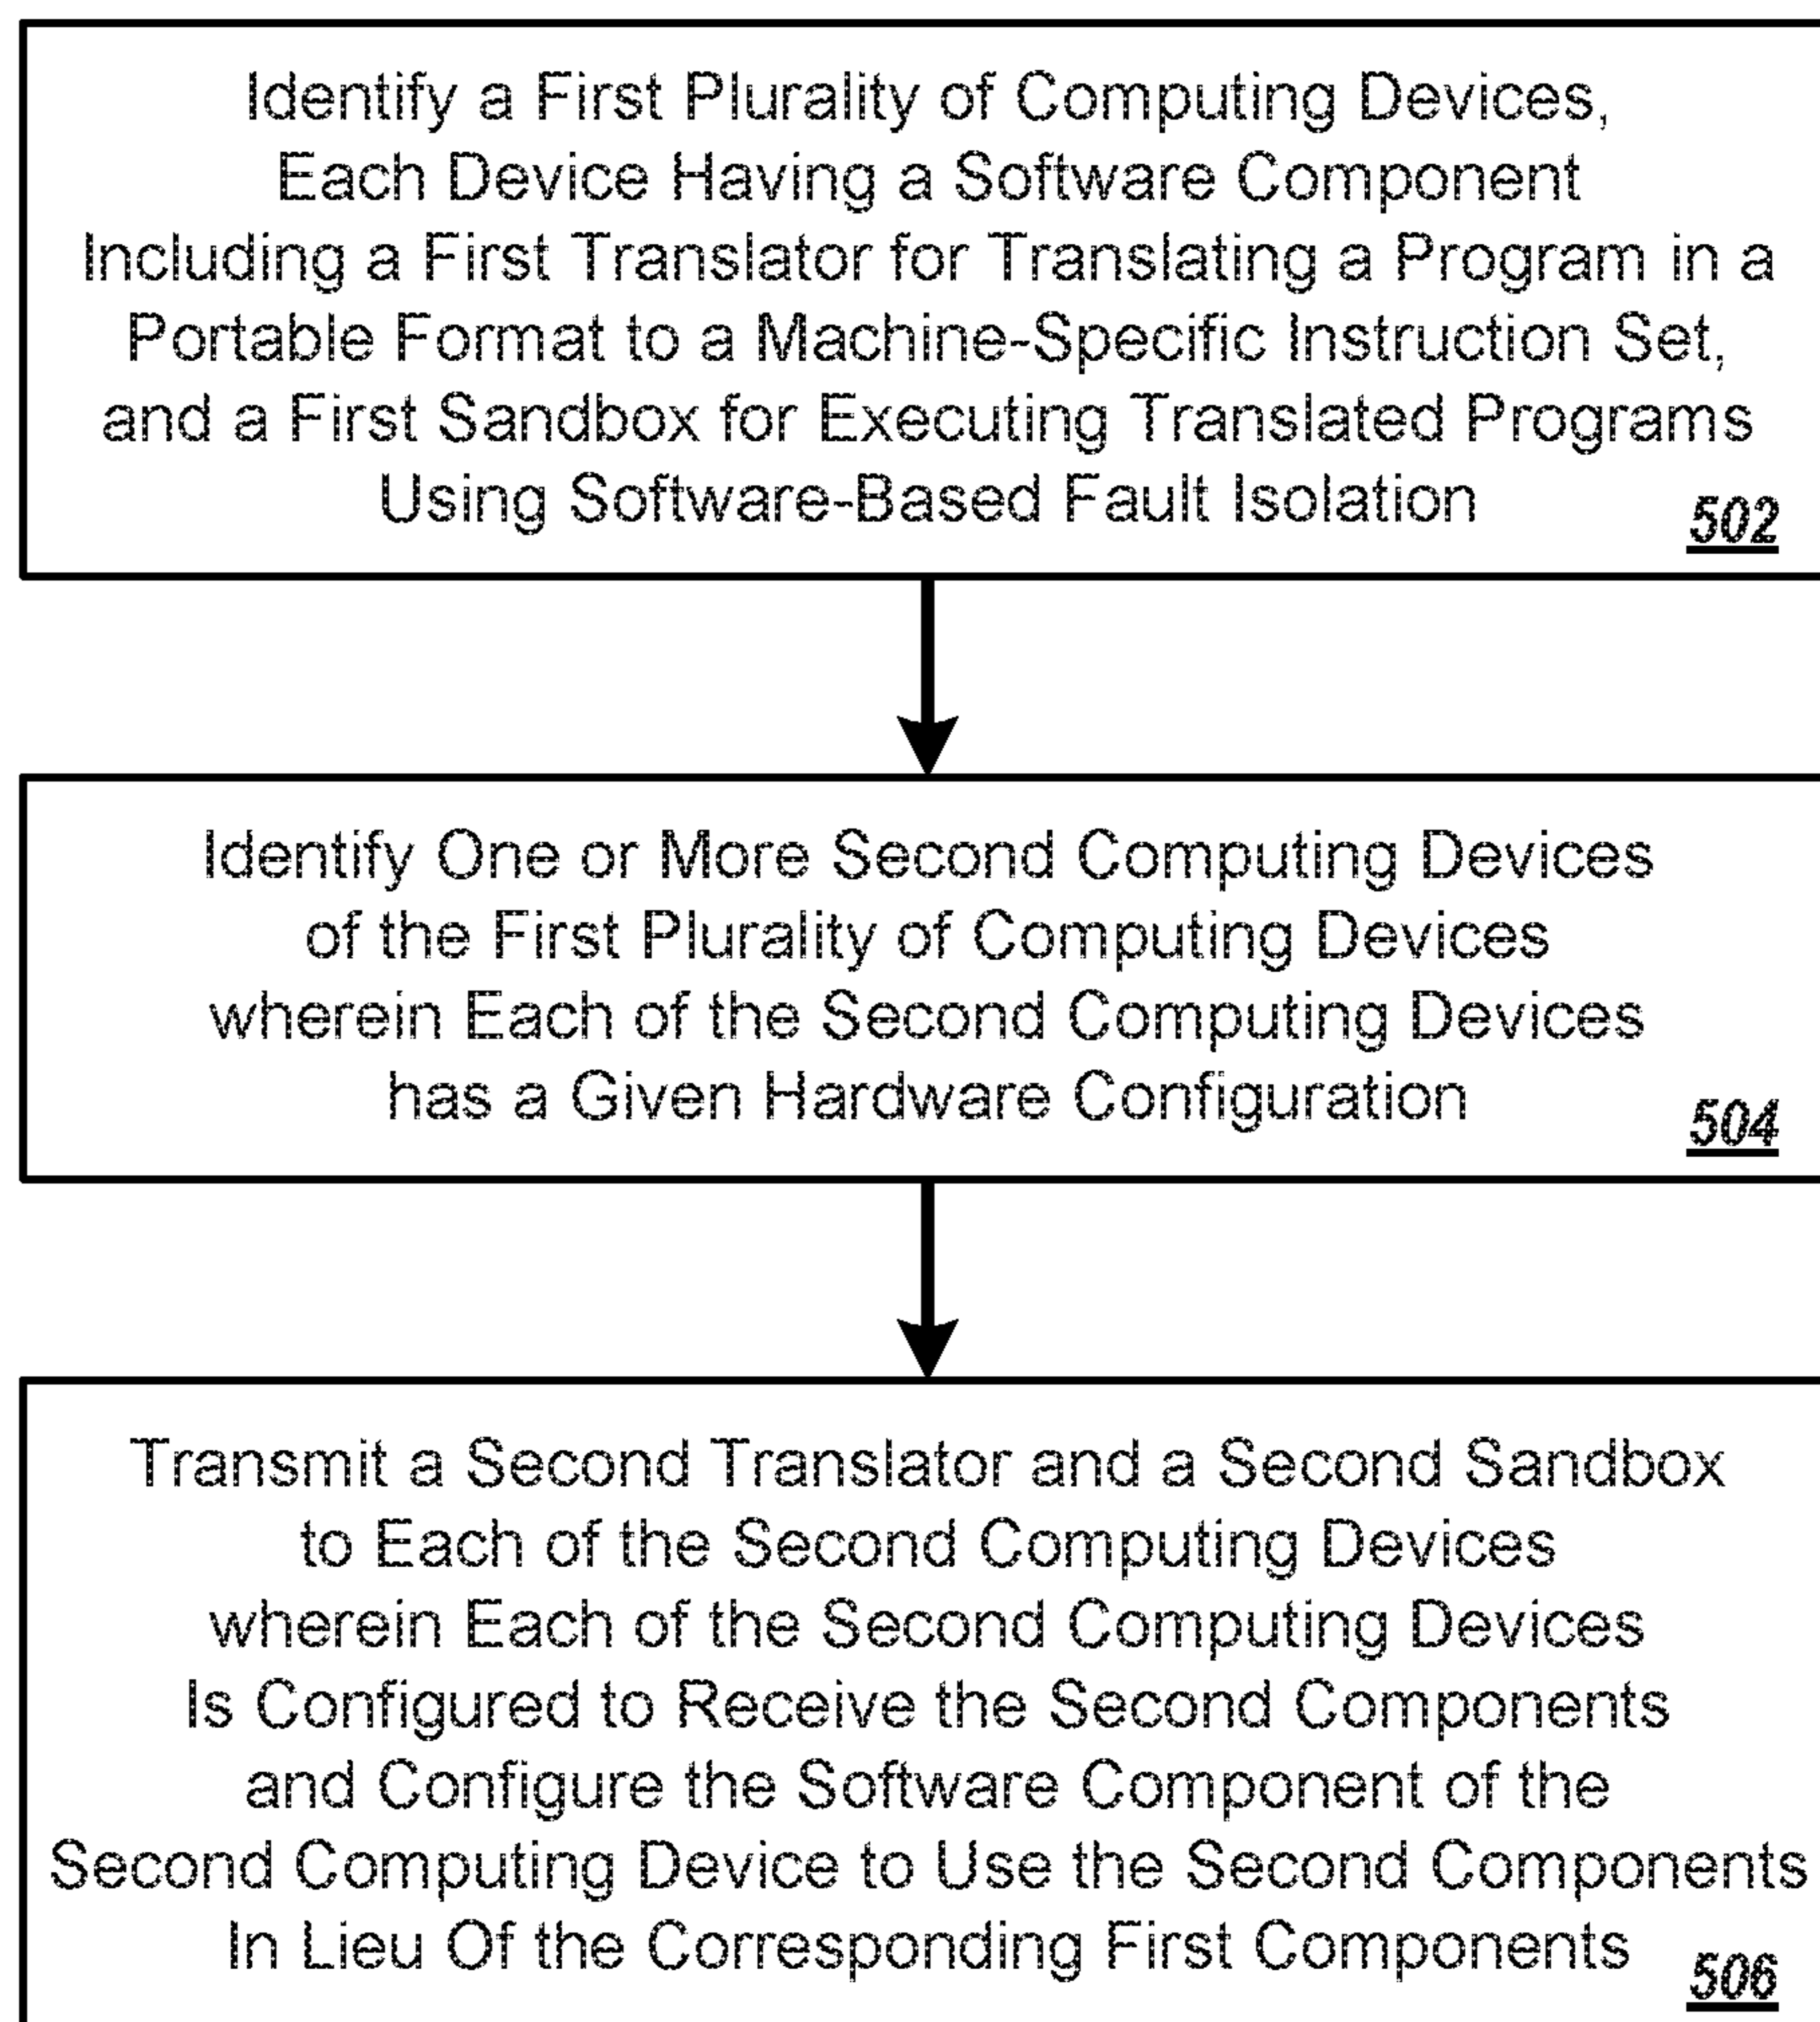 Identify a First Plurality of Computing Devices,
Each Device Having a Software Component
Including a First Translator for Translating a Program in a
Portable Format to a Machine-Specific Instruction Set,
and a First Sandbox for Executing Translated Programs
Using Software-Based Fault Isolation
502
Identify One or More Second Computing Devices
of the First Plurality of Computing Devices
wherein Each of the Second Computing Devices
has a Given Hardware Configuration
504
Transmit a Second Translator and a Second Sandbox
to Each of the Second Computing Devices
wherein Each of the Second Computing Devices
Is Configured to Receive the Second Components
and Configure the Software Component of the
Second Computing Device to Use the Second Components
In Lieu Of the Corresponding First Components
506